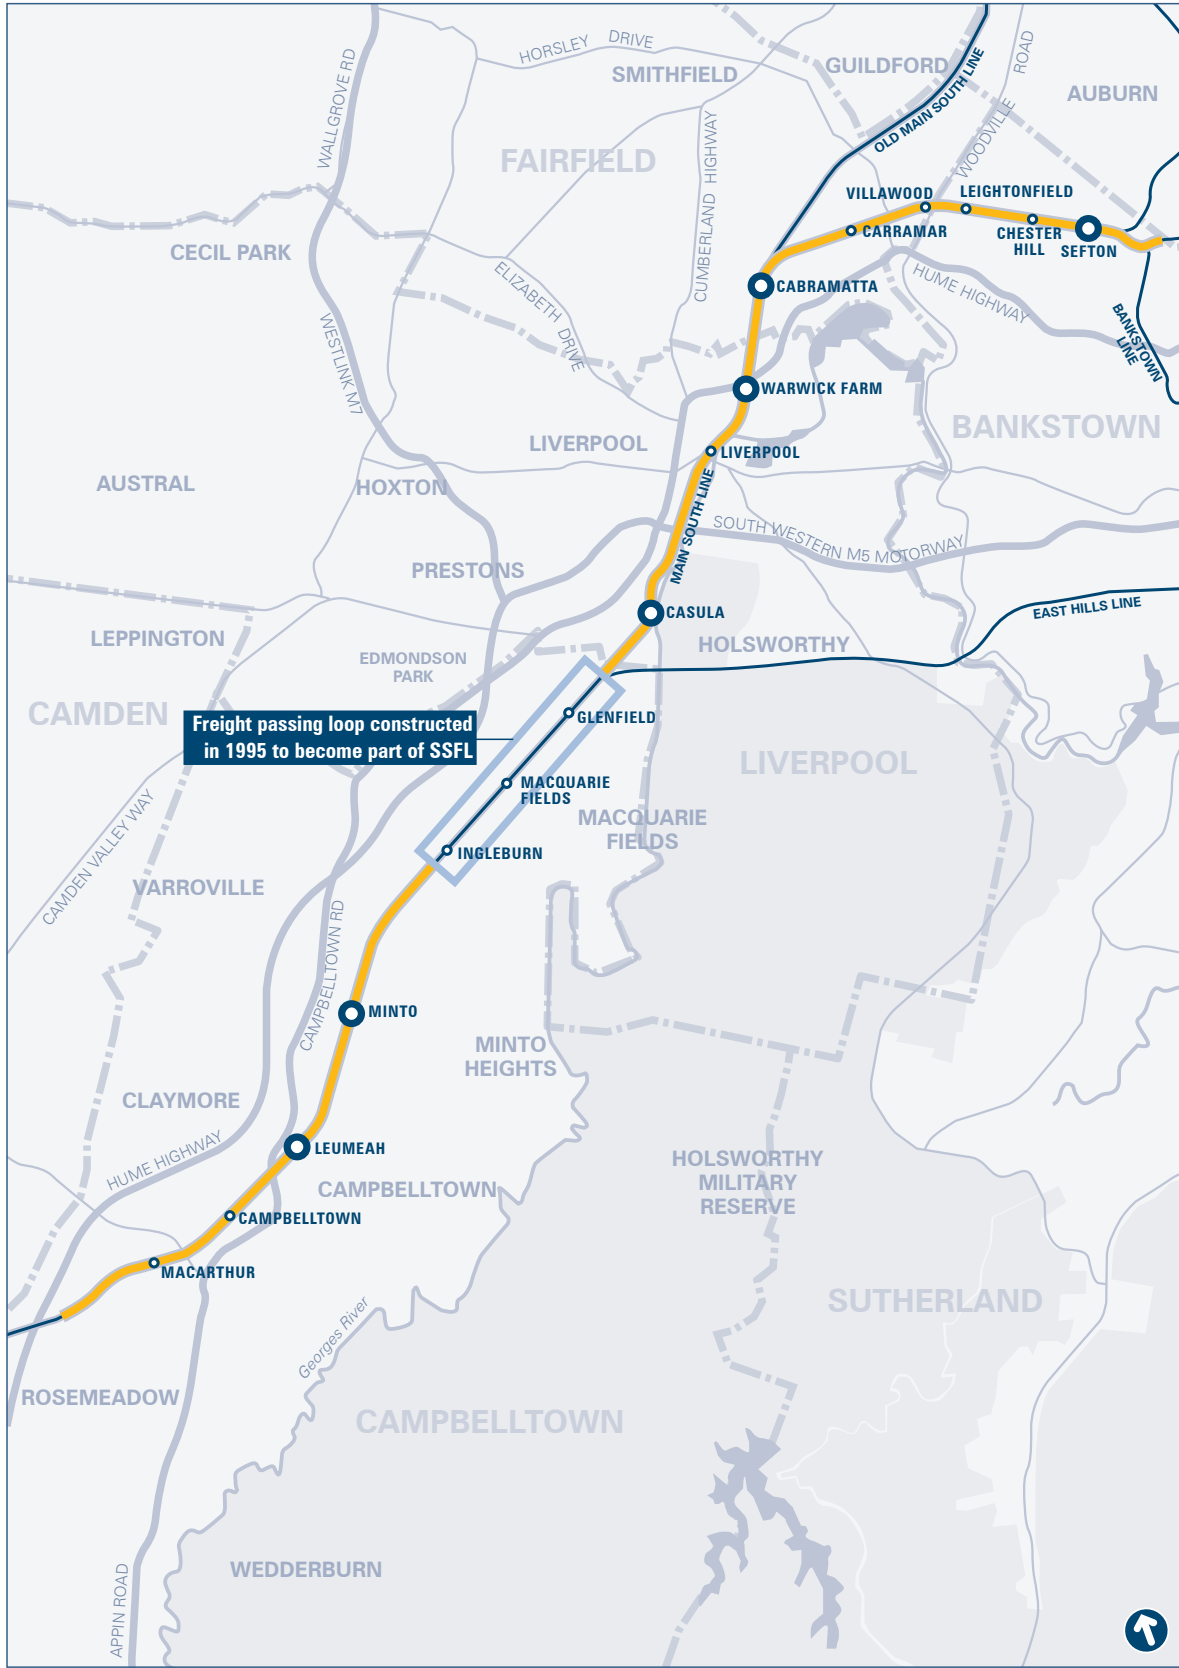 HORSLEY DRIVE
SMITHFIELD
GUILDFORD
OLD MAIN SOUTH LINE
WOODVILLE ROAD
AUBURN
WALLGROVE RD
FAIRFIELD
CUMBERLAND HIGHWAY
VILLAWOOD
LEIGHTONFIELD
CARRAMAR
CHESTER
HILL
SEFTON
CECIL PARK
ELIZABETH DRIVE
CABRAMATTA
HUME HIGHWAY
BANKSTOWN
LINE
WESTLINK M7
WARWICK FARM
BANKSTOWN
LIVERPOOL
LIVERPOOL
AUSTRAL
HOXTON
MAIN SOUTH LINE
SOUTH WESTERN M5 MOTORWAY
PRESTONS
CASULA
EAST HILLS LINE
LEPPINGTON
HOLSWORTHY
EDMONDSON
PARK
CAMDEN
Freight passing loop constructed
in 1995 to become part of SSFL
GLENFIELD
LIVERPOOL
MACQUARIE
FIELDS
MACQUARIE
FIELDS
CAMDEN VALLEY WAY
INGLEBURN
VARROVILLE
CAMPBELLTOWN RD
MINTO
MINTO
HEIGHTS
CLAYMORE
HUME HIGHWAY
LEUMEAH
HOLSWORTHY
MILITARY
RESERVE
CAMPBELLTOWN
CAMPBELLTOWN
MACARTHUR
SUTHERLAND
Georges River
ROSEMEADOW
CAMPBELLTOWN
WEDDERBURN
APPIN ROAD